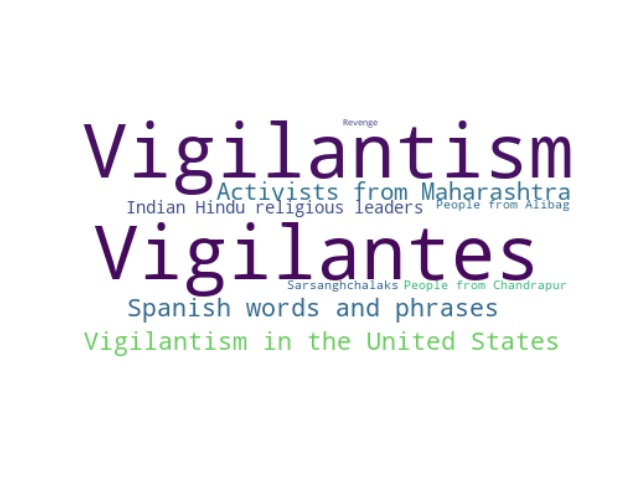 Revenge
Vigilantism
Activists from Maharashtra
Indian Hindu religious leaders
People from Alibag
Vigilantes
Sarsanghchalaks
People from Chandrapur
Spanish words and phrases
Vigilantism in the United States